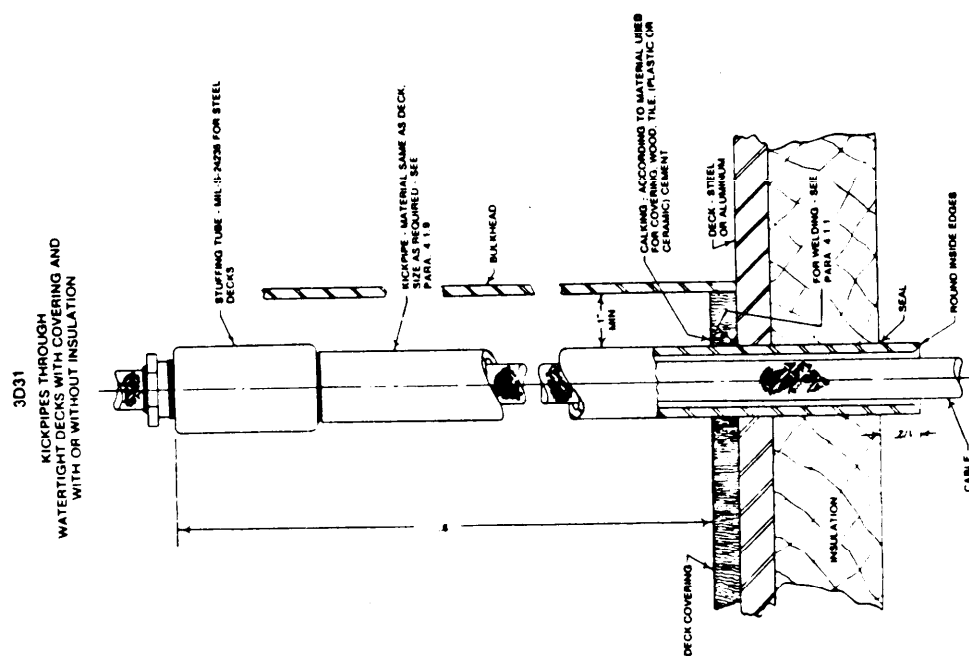 3D31
KICKPIPES THROUGH
WATERTIGHT DECKS WITH COVERING AND
WITH OR WITHOUT INSULATION
STUFFING TUBE - MIL-S-24235 FOR STEEL
DECKS
KICKPIPE - MATERIAL SAME AS DECK.
SIZE AS REQUIRED - SEE
PARA. 4.1.9
BULKHEAD
CALKING - ACCORDING TO MATERIAL USED
FOR COVERING, WOOD, TILE, (PLASTIC OR
CERAMIC) CEMENT
1"
MIN
DECK - STEEL
OR ALUMINUM
FOR WELDING - SEE
PARA 4.1.1
SEAL
ROUND INSIDE EDGES
DECK COVERING
INSULATION
CABLE